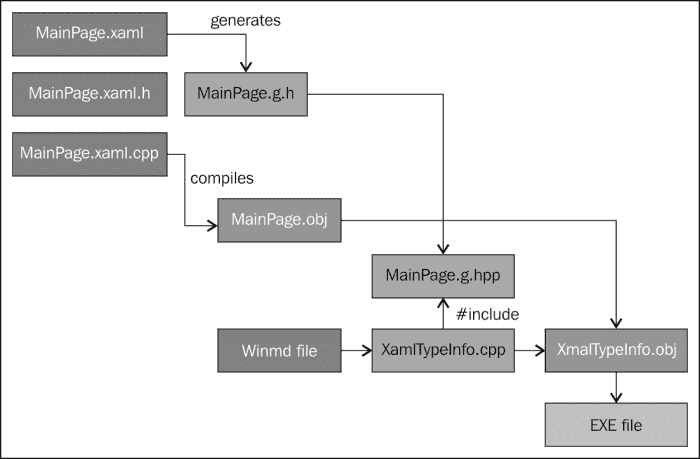 MainPage.xaml
generates
MainPage.xaml.h
MainPage.g.h
MainPage.xaml.cpp
compiles
MainPage.obj
MainPage.g.hpp
#include
Winmd file
XamlTypeInfo.cpp
XmalTypeInfo.obj
EXE file